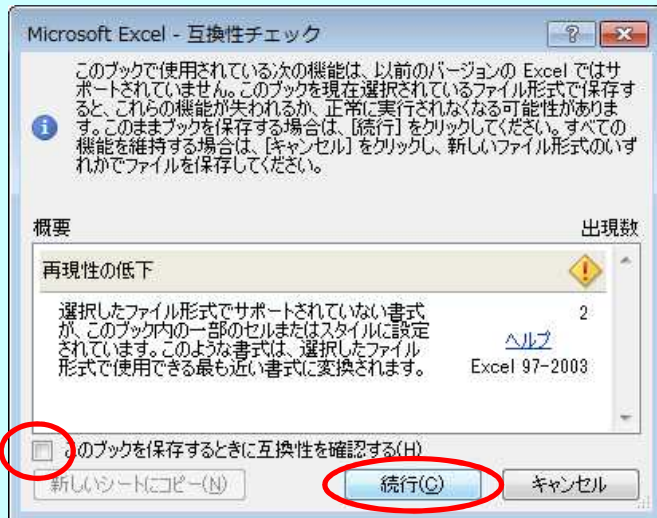 Microsoft Excel - 互換性チェック
このブックで使用されている次の機能は、以前のバージョンの Excel ではサ
ポートされていません。このブックを現在選択されているファイル形式で保存す
ると、これらの機能が失われるか、正常に実行されなくなる可能性がありま
す。このままブックを保存する場合は、[続行] をクリックしてください。すべての
機能を維持する場合は、[キャンセル] をクリックし、新しいファイル形式のいず
れかでファイルを保存してください。
概要 出現数
再現性の低下
選択したファイル形式でサポートされていない書式 2
が、このブック内の一部のセルまたはスタイルに設定
されています。このような書式は、選択したファイル ヘルプ
形式で使用できる最も近い書式に変換されます。 Excel 97-2003
このブックを保存するときに互換性を確認する(H)
新しいシートにコピー(N) 続行(C) キャンセル